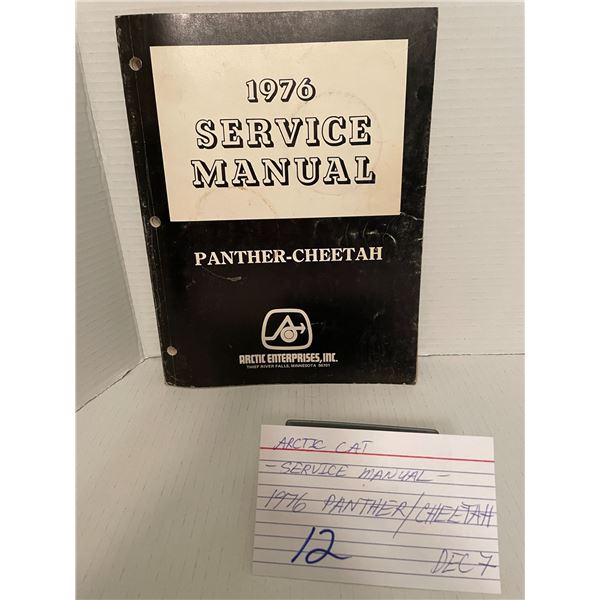 1976
SERVICE
MANUAL
PANTHER-CHEETAH
ARCTIC ENTERPRISES, INC.
THIEF RIVER FALLS, MINNESOTA 56701
ARCTIC CAT
-SERVICE MANUAL-
1976 PANTHER/CHEETAH
12 DEC 7